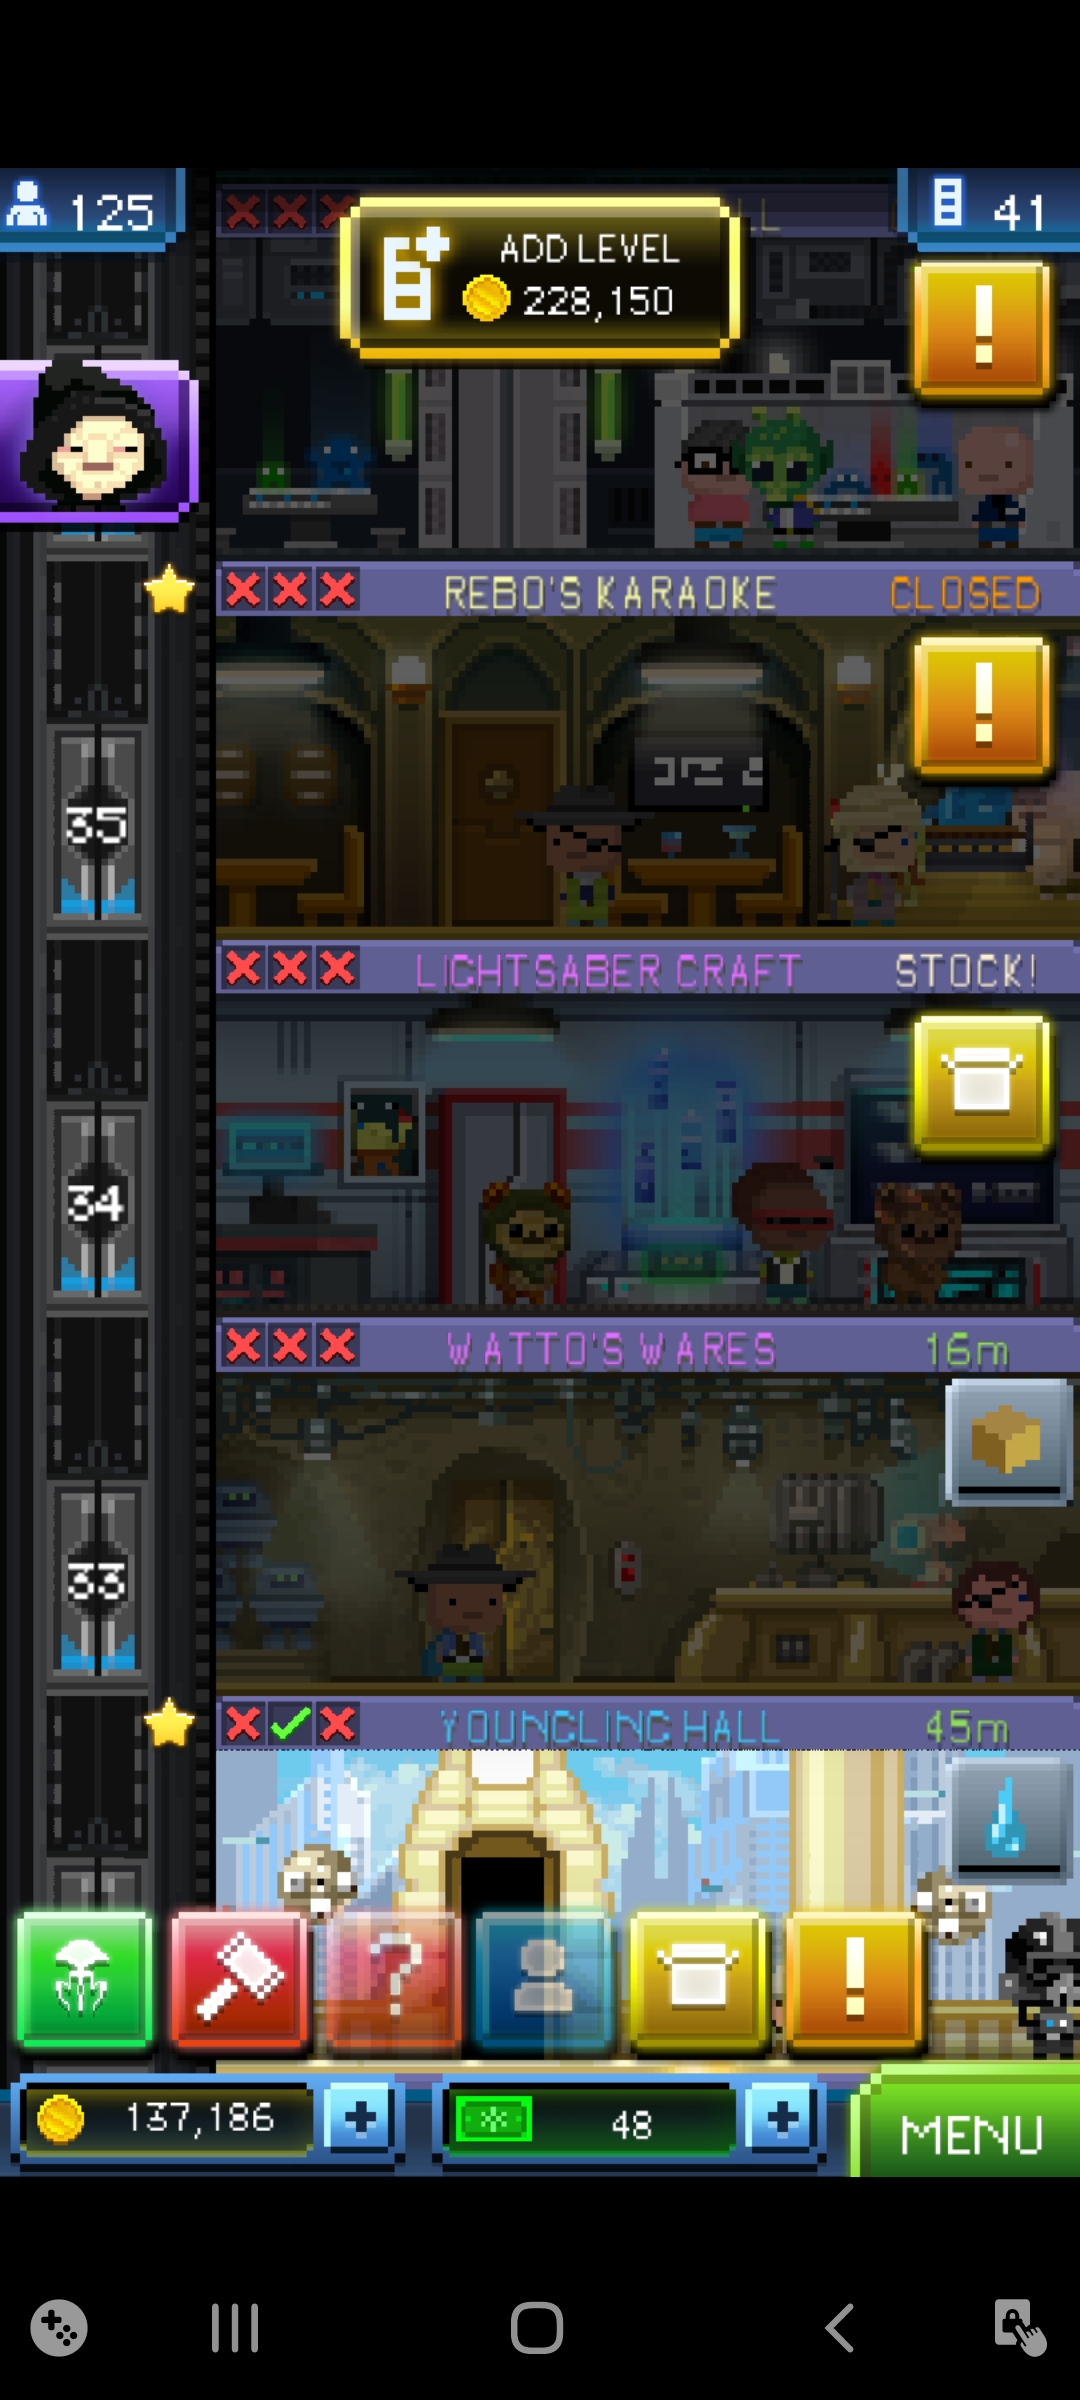 125
LL
41
ADD LEVEL
228,150
REBO'S KARAOKE
CLOSED
35
LIGHTSABER CRAFT
STOCK!
34
WATTO'S WARES
16m
33
YOUNGLING HALL
45m
137,186
48
MENU